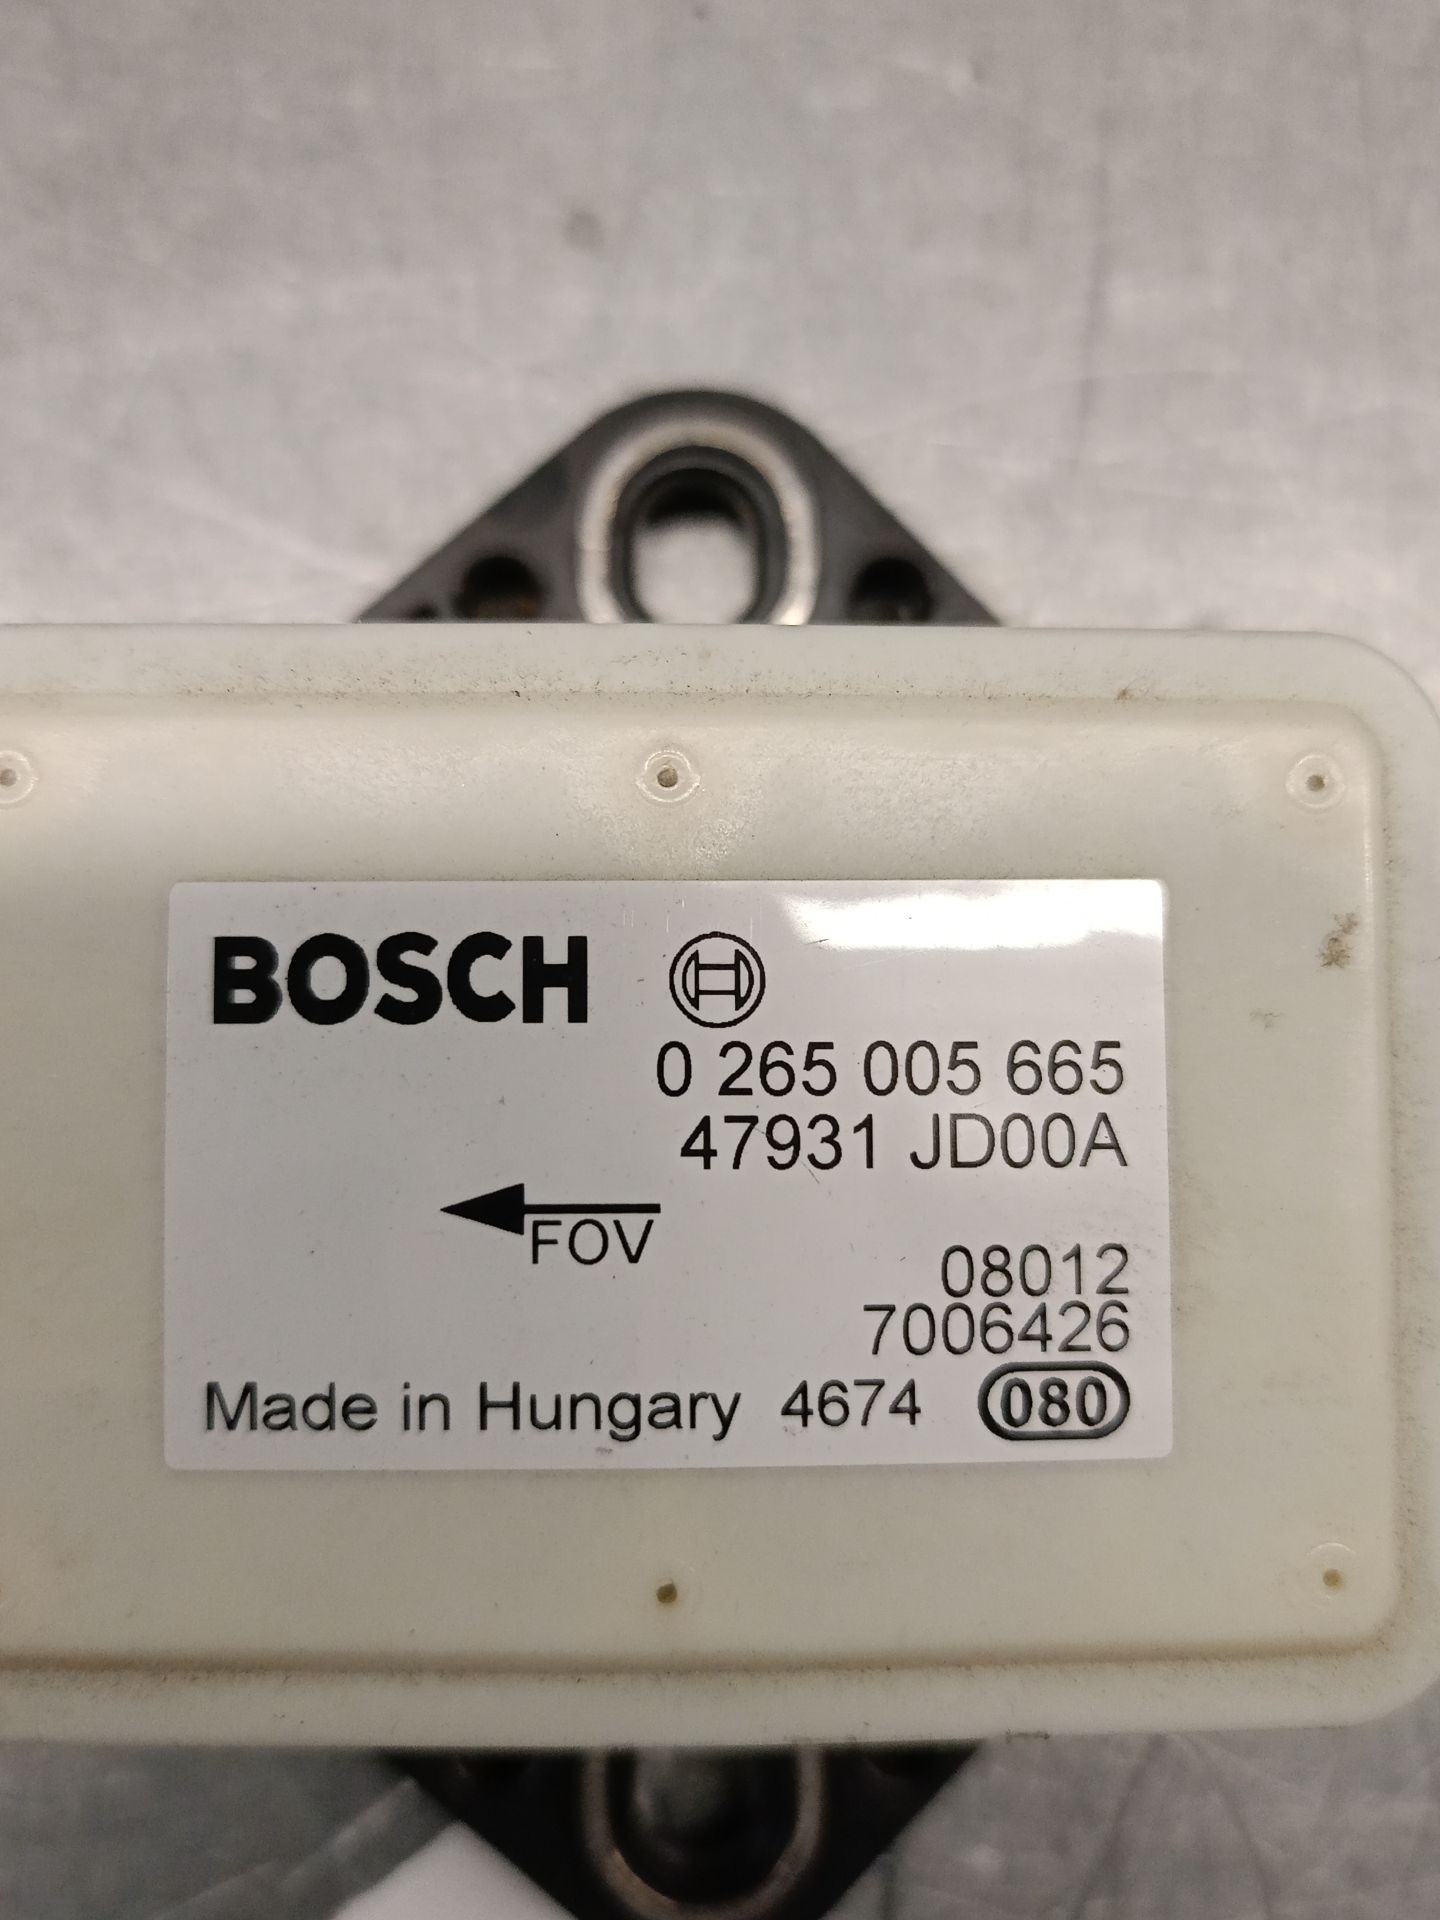 BOSCH
0 265 005 665
47931 JD00A
FOV
08012
7006426
Made in Hungary 4674 080